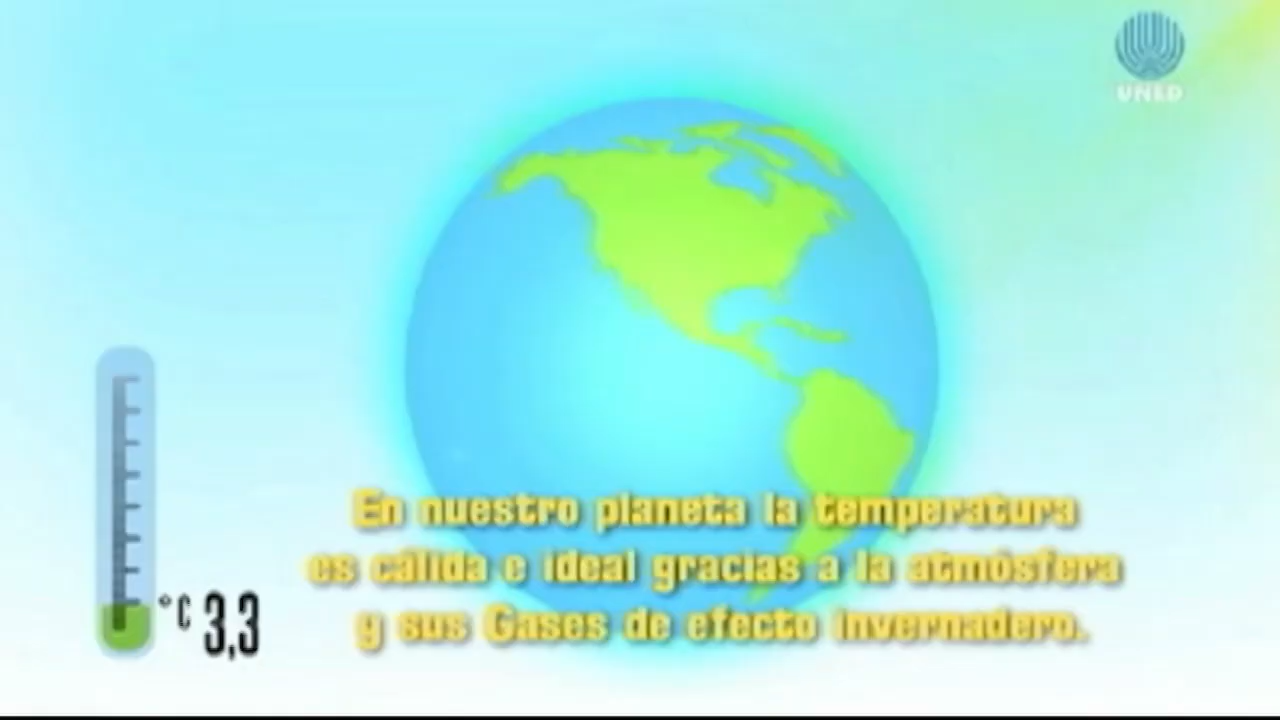 UNED
En nuestro planeta la temperatura
es cálida e ideal gracias a la atmósfera
y sus Gases de efecto invernadero.
°C 3,3